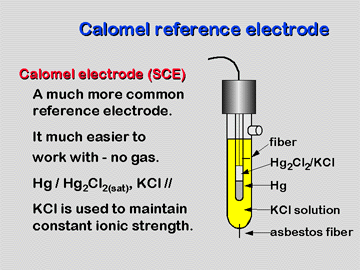 Calomel reference electrode
Calomel electrode (SCE)
A much more common
reference electrode.
It much easier to
work with - no gas.
Hg / Hg₂Cl₂(sat), KCl //
KCl is used to maintain
constant ionic strength.
fiber
Hg₂Cl₂/KCl
Hg
KCl solution
asbestos fiber